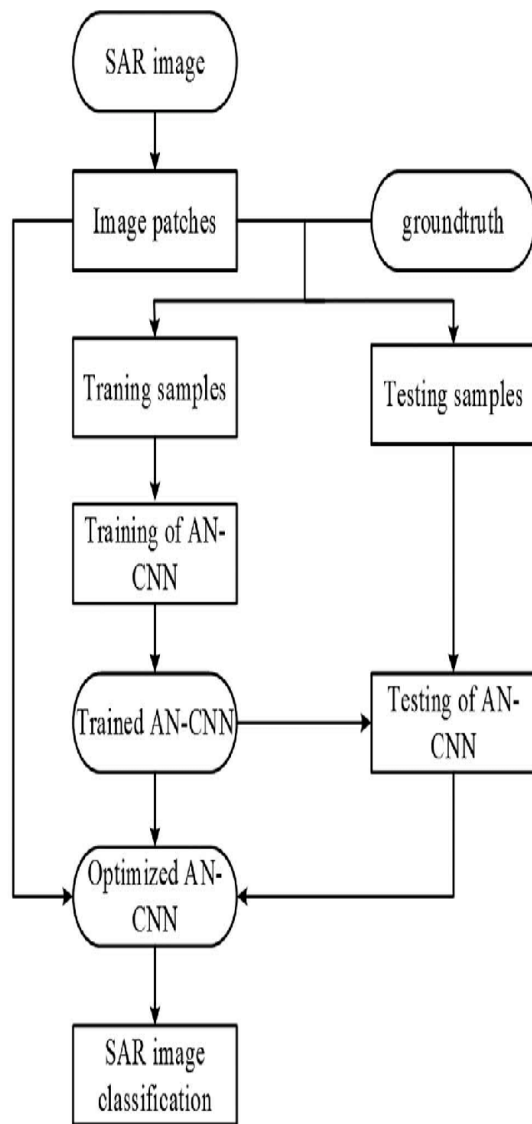 SAR image
Image patches
groundtruth
Traning samples
Testing samples
Training of AN-
CNN
Trained AN-CNN
Testing of AN-
CNN
Optimized AN-
CNN
SAR image
classification